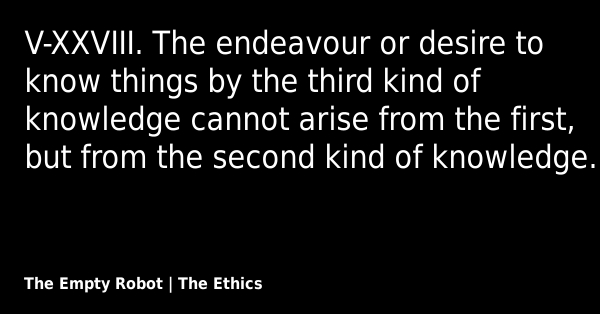 V-XXVIII. The endeavour or desire to
know things by the third kind of
knowledge cannot arise from the first,
but from the second kind of knowledge.
The Empty Robot | The Ethics